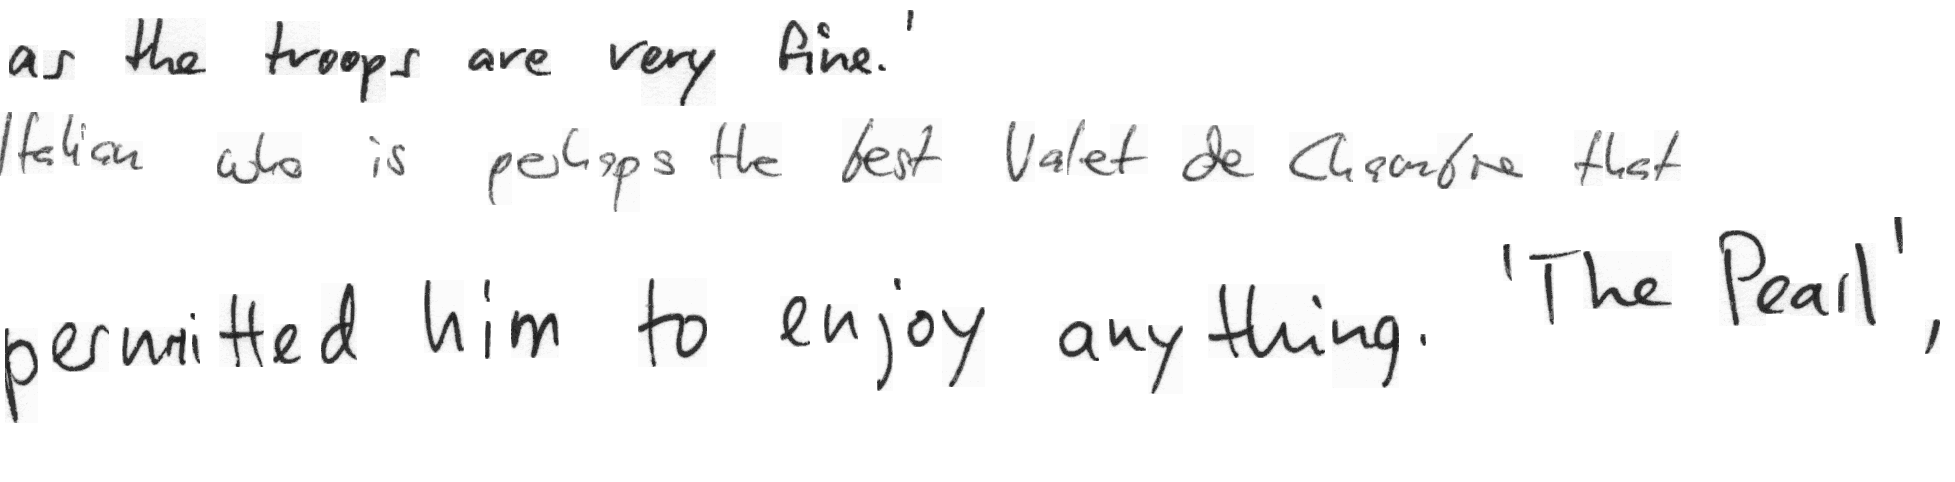 as the troops are very fine.'
Italian who is perhaps the best Valet de Chambre that
permitted him to enjoy anything. 'The Pearl',